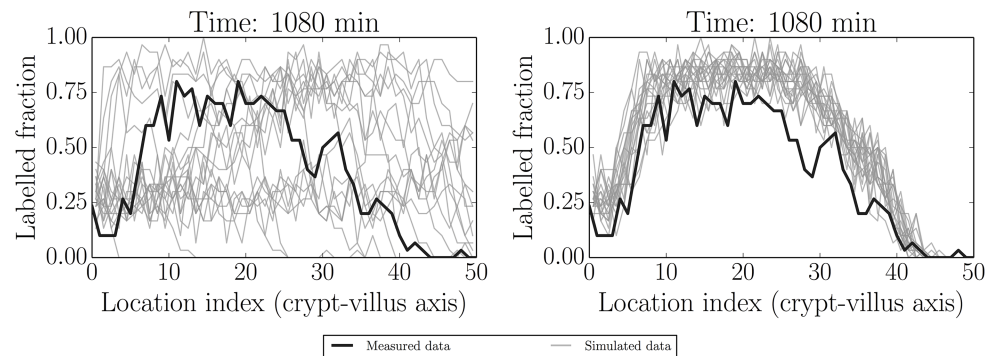 Time: 1080 min
1.00
0.75
0.50
0.25
0.00
Labelled fraction
0 10 20 30 40 50
Location index (crypt-villus axis)
Time: 1080 min
1.00
0.75
0.50
0.25
0.00
Labelled fraction
0 10 20 30 40 50
Location index (crypt-villus axis)
Measured data Simulated data